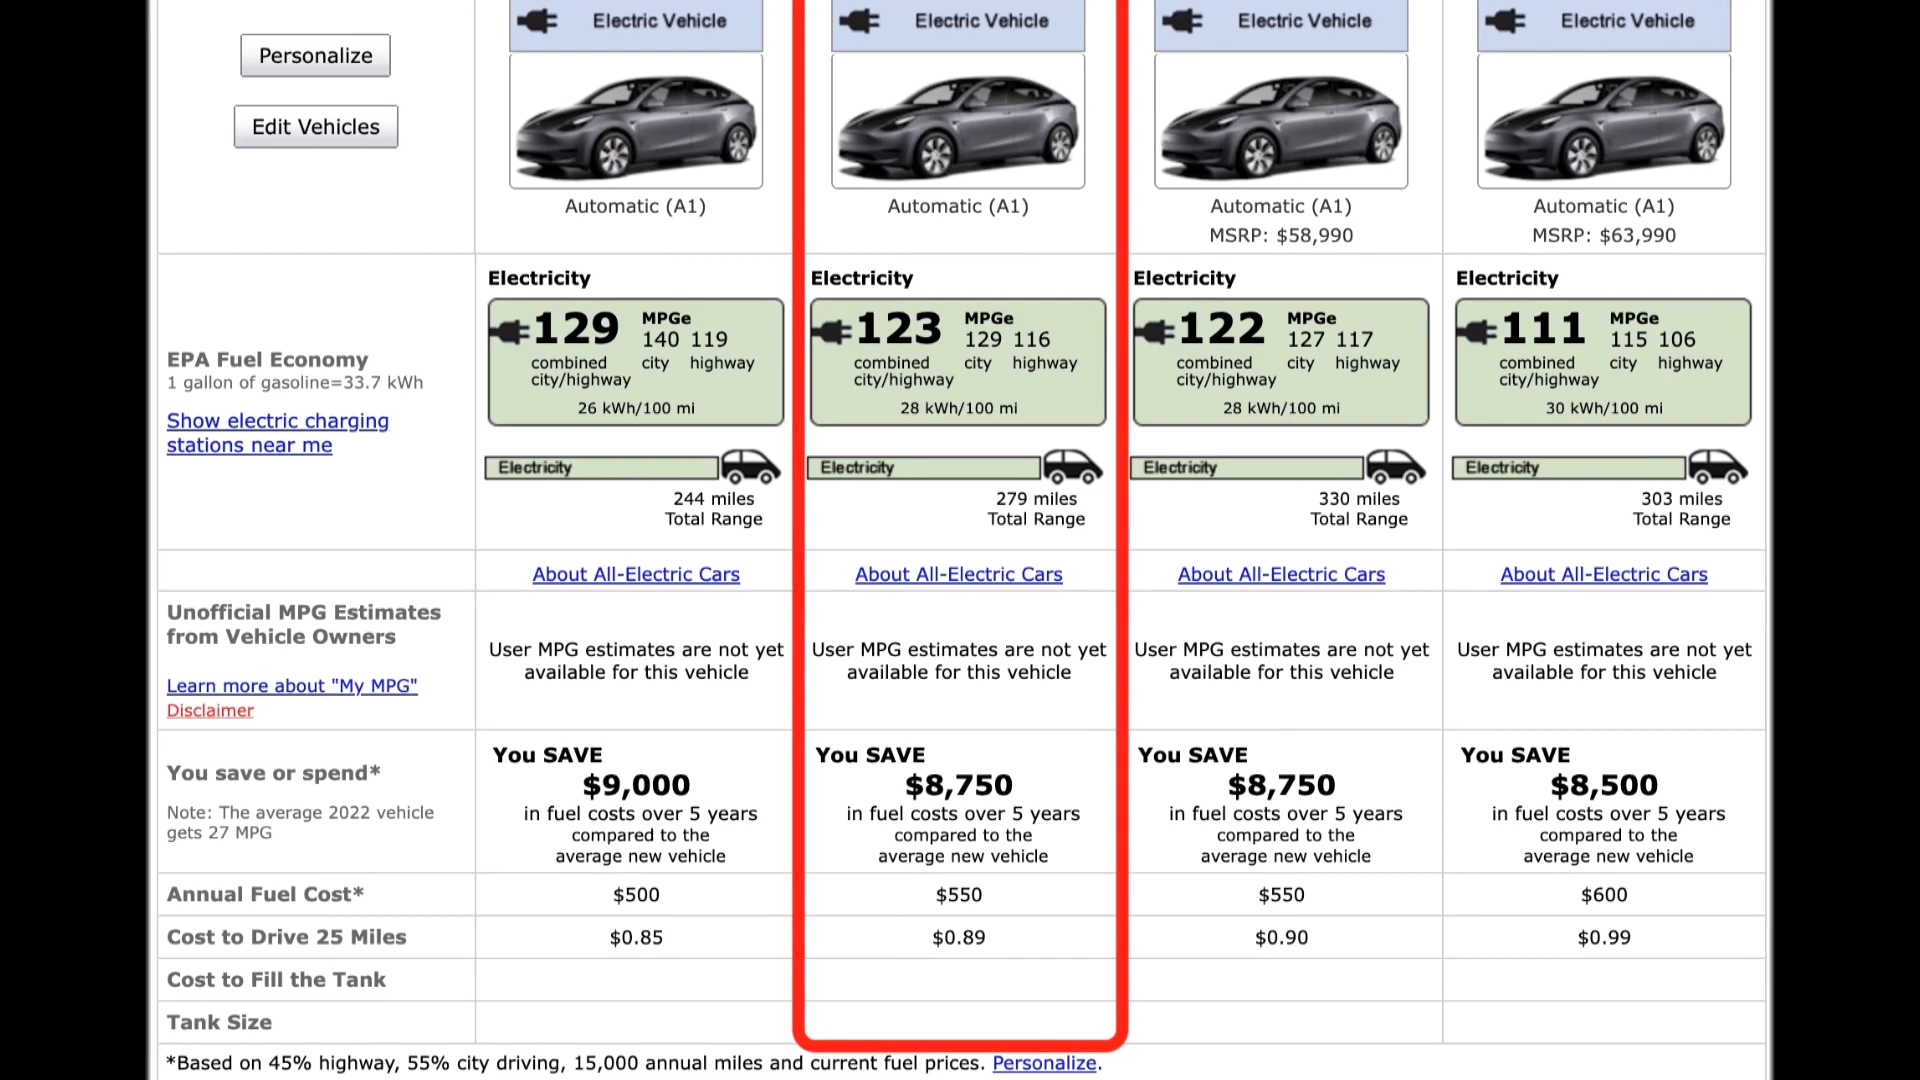 Personalize
Edit Vehicles
Electric Vehicle
Automatic (A1)
Electric Vehicle
Automatic (A1)
Electric Vehicle
Automatic (A1)
MSRP: $58,990
Electric Vehicle
Automatic (A1)
MSRP: $63,990
EPA Fuel Economy
1 gallon of gasoline=33.7 kWh
Show electric charging
stations near me
Electricity
129
MPGe
140 119
combined
city/highway
city highway
26 kWh/100 mi
Electricity
244 miles
Total Range
Electricity
123
MPGe
129 116
combined
city/highway
city highway
28 kWh/100 mi
Electricity
279 miles
Total Range
Electricity
122
MPGe
127 117
combined
city/highway
city highway
28 kWh/100 mi
Electricity
330 miles
Total Range
Electricity
111
MPGe
115 106
combined
city/highway
city highway
30 kWh/100 mi
Electricity
303 miles
Total Range
About All-Electric Cars
About All-Electric Cars
About All-Electric Cars
About All-Electric Cars
Unofficial MPG Estimates
from Vehicle Owners
Learn more about "My MPG"
Disclaimer
User MPG estimates are not yet
available for this vehicle
User MPG estimates are not yet
available for this vehicle
User MPG estimates are not yet
available for this vehicle
User MPG estimates are not yet
available for this vehicle
You save or spend*
Note: The average 2022 vehicle
gets 27 MPG
You SAVE
$9,000
in fuel costs over 5 years
compared to the
average new vehicle
You SAVE
$8,750
in fuel costs over 5 years
compared to the
average new vehicle
You SAVE
$8,750
in fuel costs over 5 years
compared to the
average new vehicle
You SAVE
$8,500
in fuel costs over 5 years
compared to the
average new vehicle
Annual Fuel Cost* $500 $550 $550 $600
Cost to Drive 25 Miles $0.85 $0.89 $0.90 $0.99
Cost to Fill the Tank
Tank Size
*Based on 45% highway, 55% city driving, 15,000 annual miles and current fuel prices. Personalize.